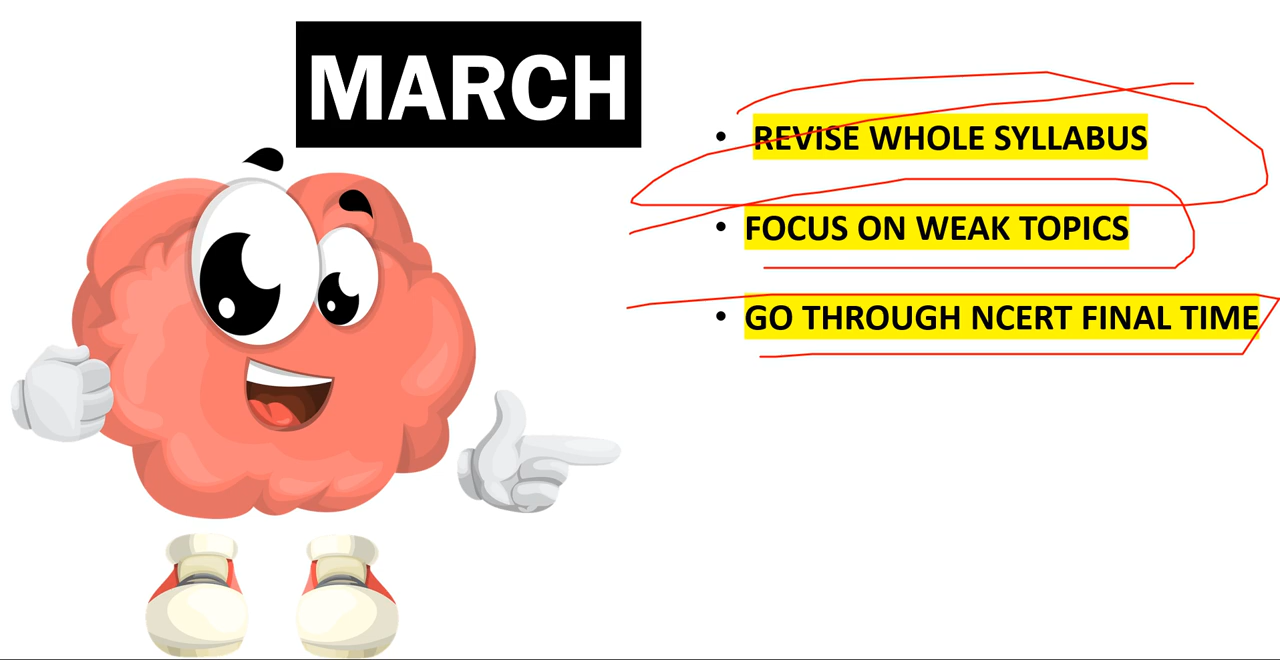 MARCH
• REVISE WHOLE SYLLABUS
• FOCUS ON WEAK TOPICS
• GO THROUGH NCERT FINAL TIME